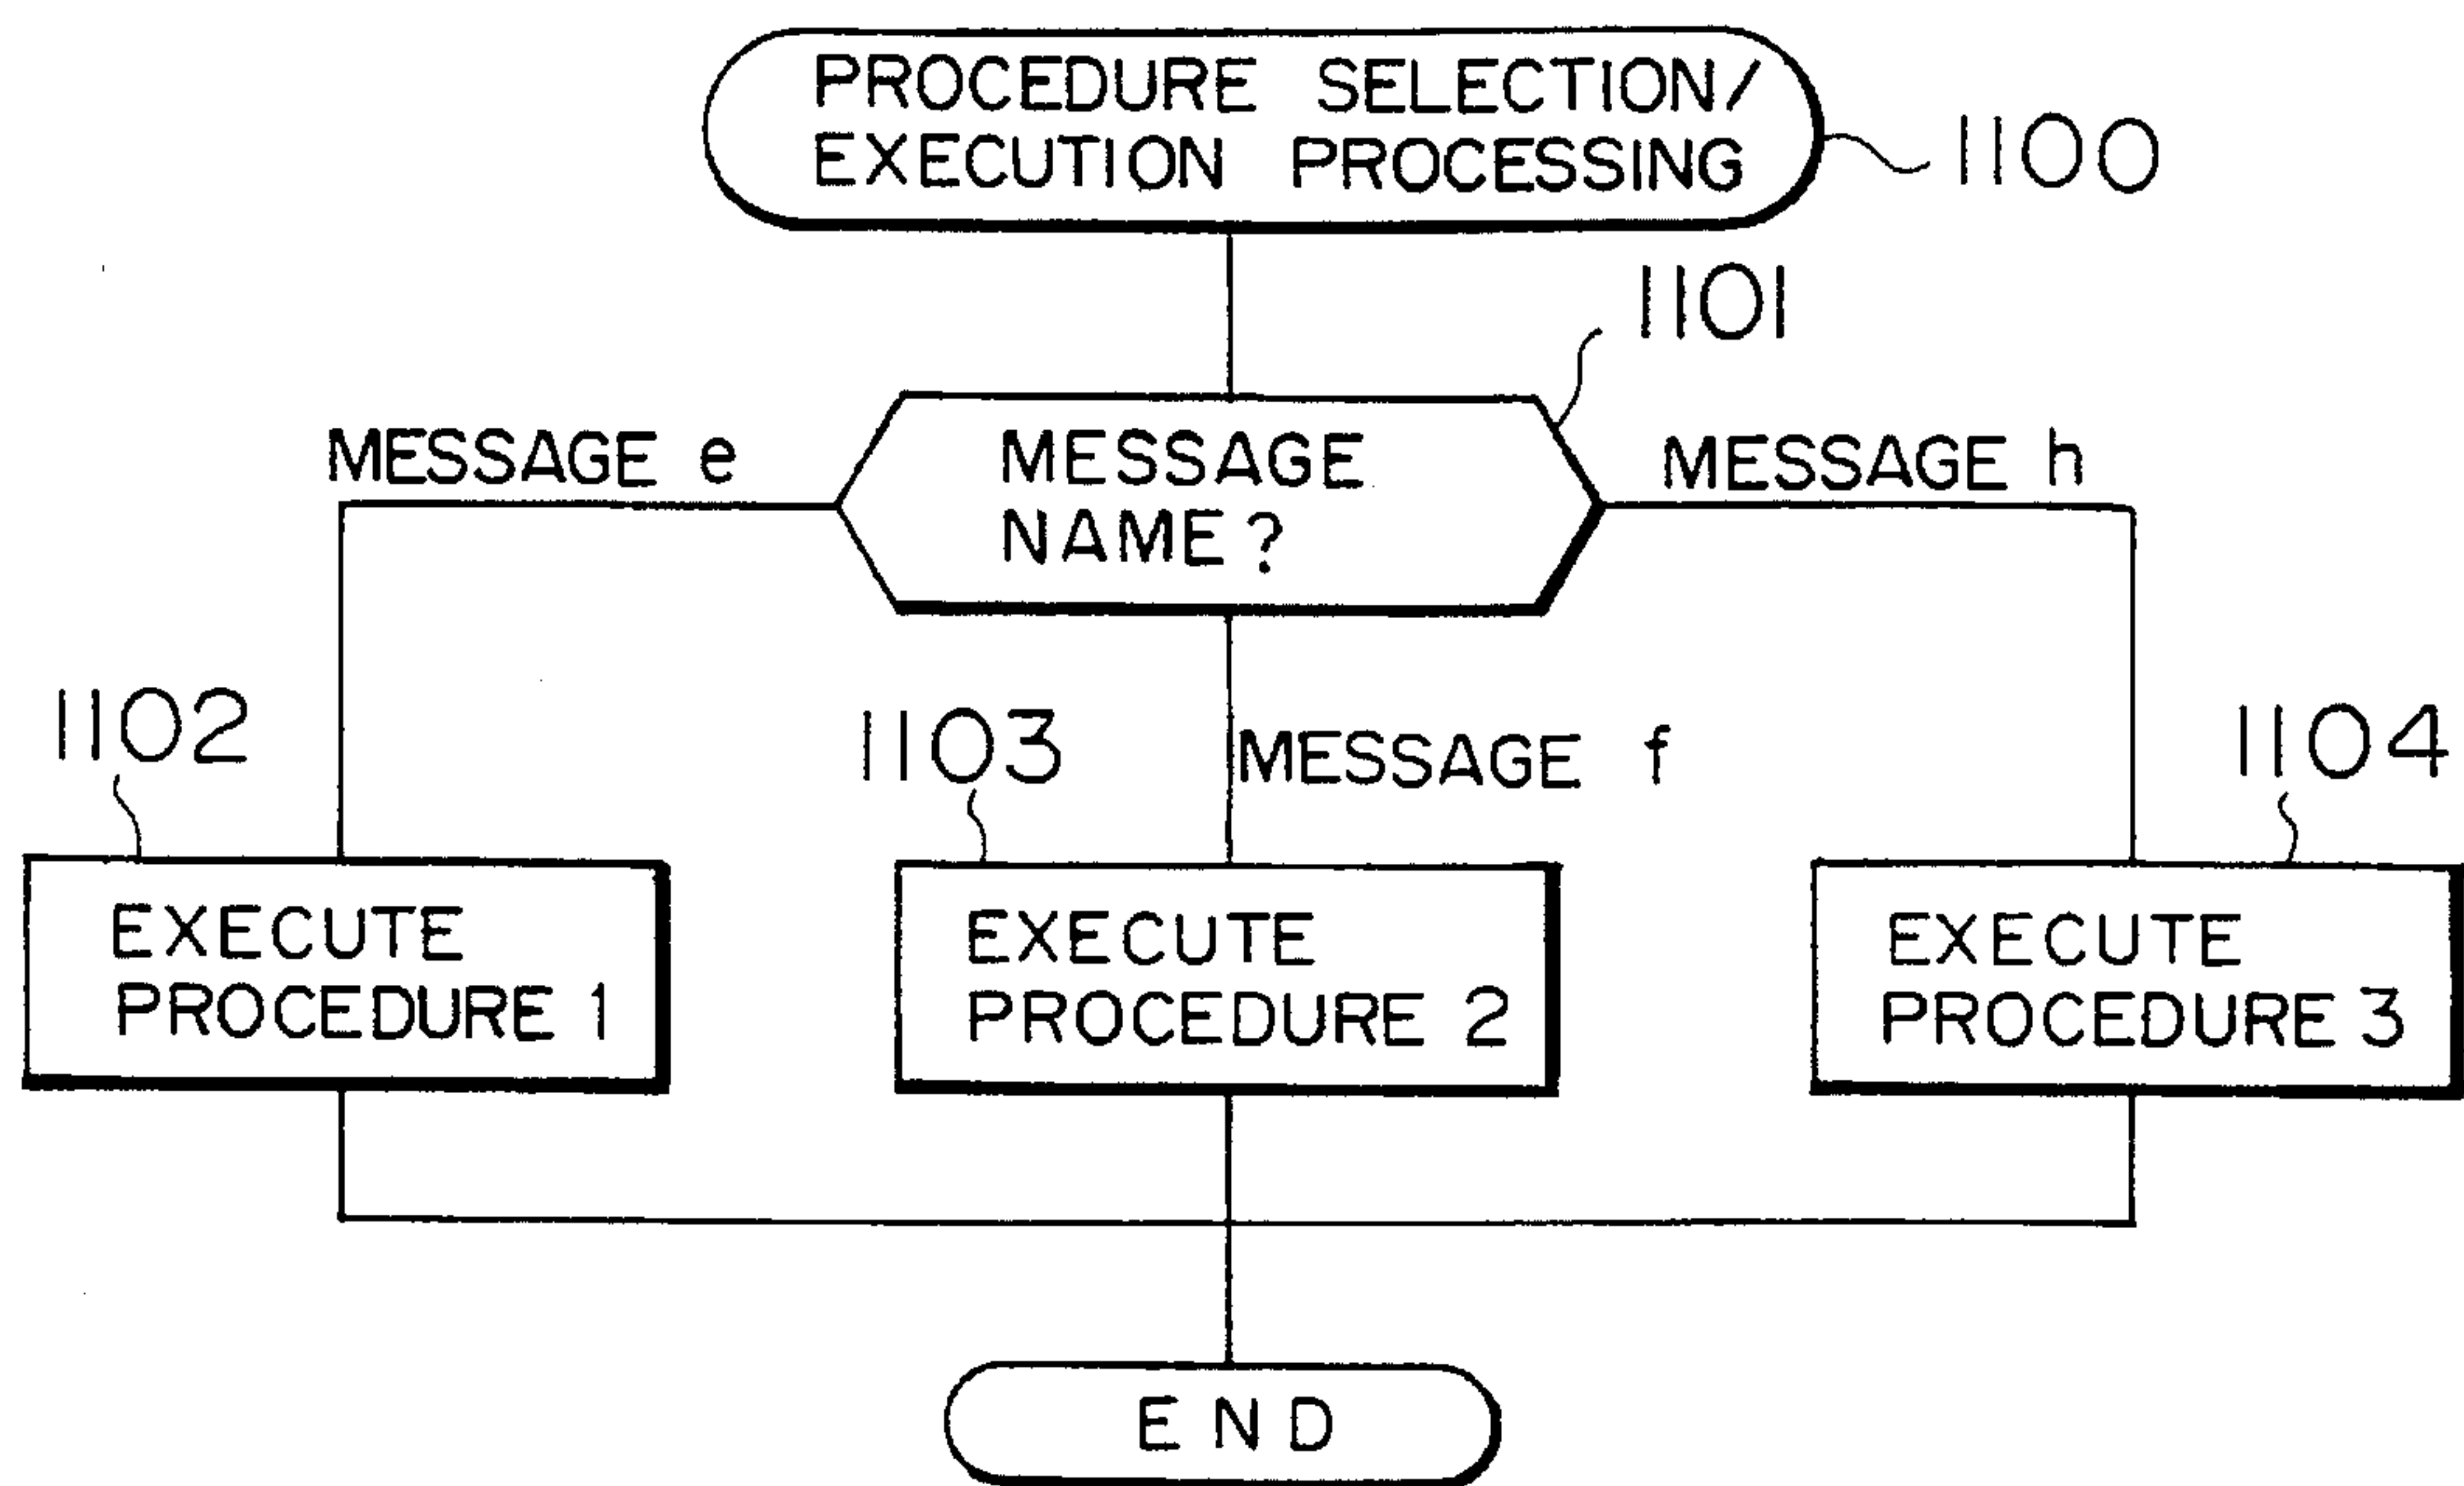 PROCEDURE SELECTION/
EXECUTION PROCESSING
1100
1101
MESSAGE e
MESSAGE
NAME?
MESSAGE h
1102
1103
MESSAGE f
1104
EXECUTE
PROCEDURE 1
EXECUTE
PROCEDURE 2
EXECUTE
PROCEDURE 3
END